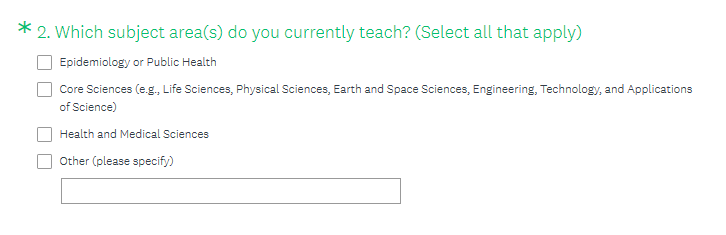 * 2. Which subject area(s) do you currently teach? (Select all that apply)
Epidemiology or Public Health
Core Sciences (e.g., Life Sciences, Physical Sciences, Earth and Space Sciences, Engineering, Technology, and Applications
of Science)
Health and Medical Sciences
Other (please specify)